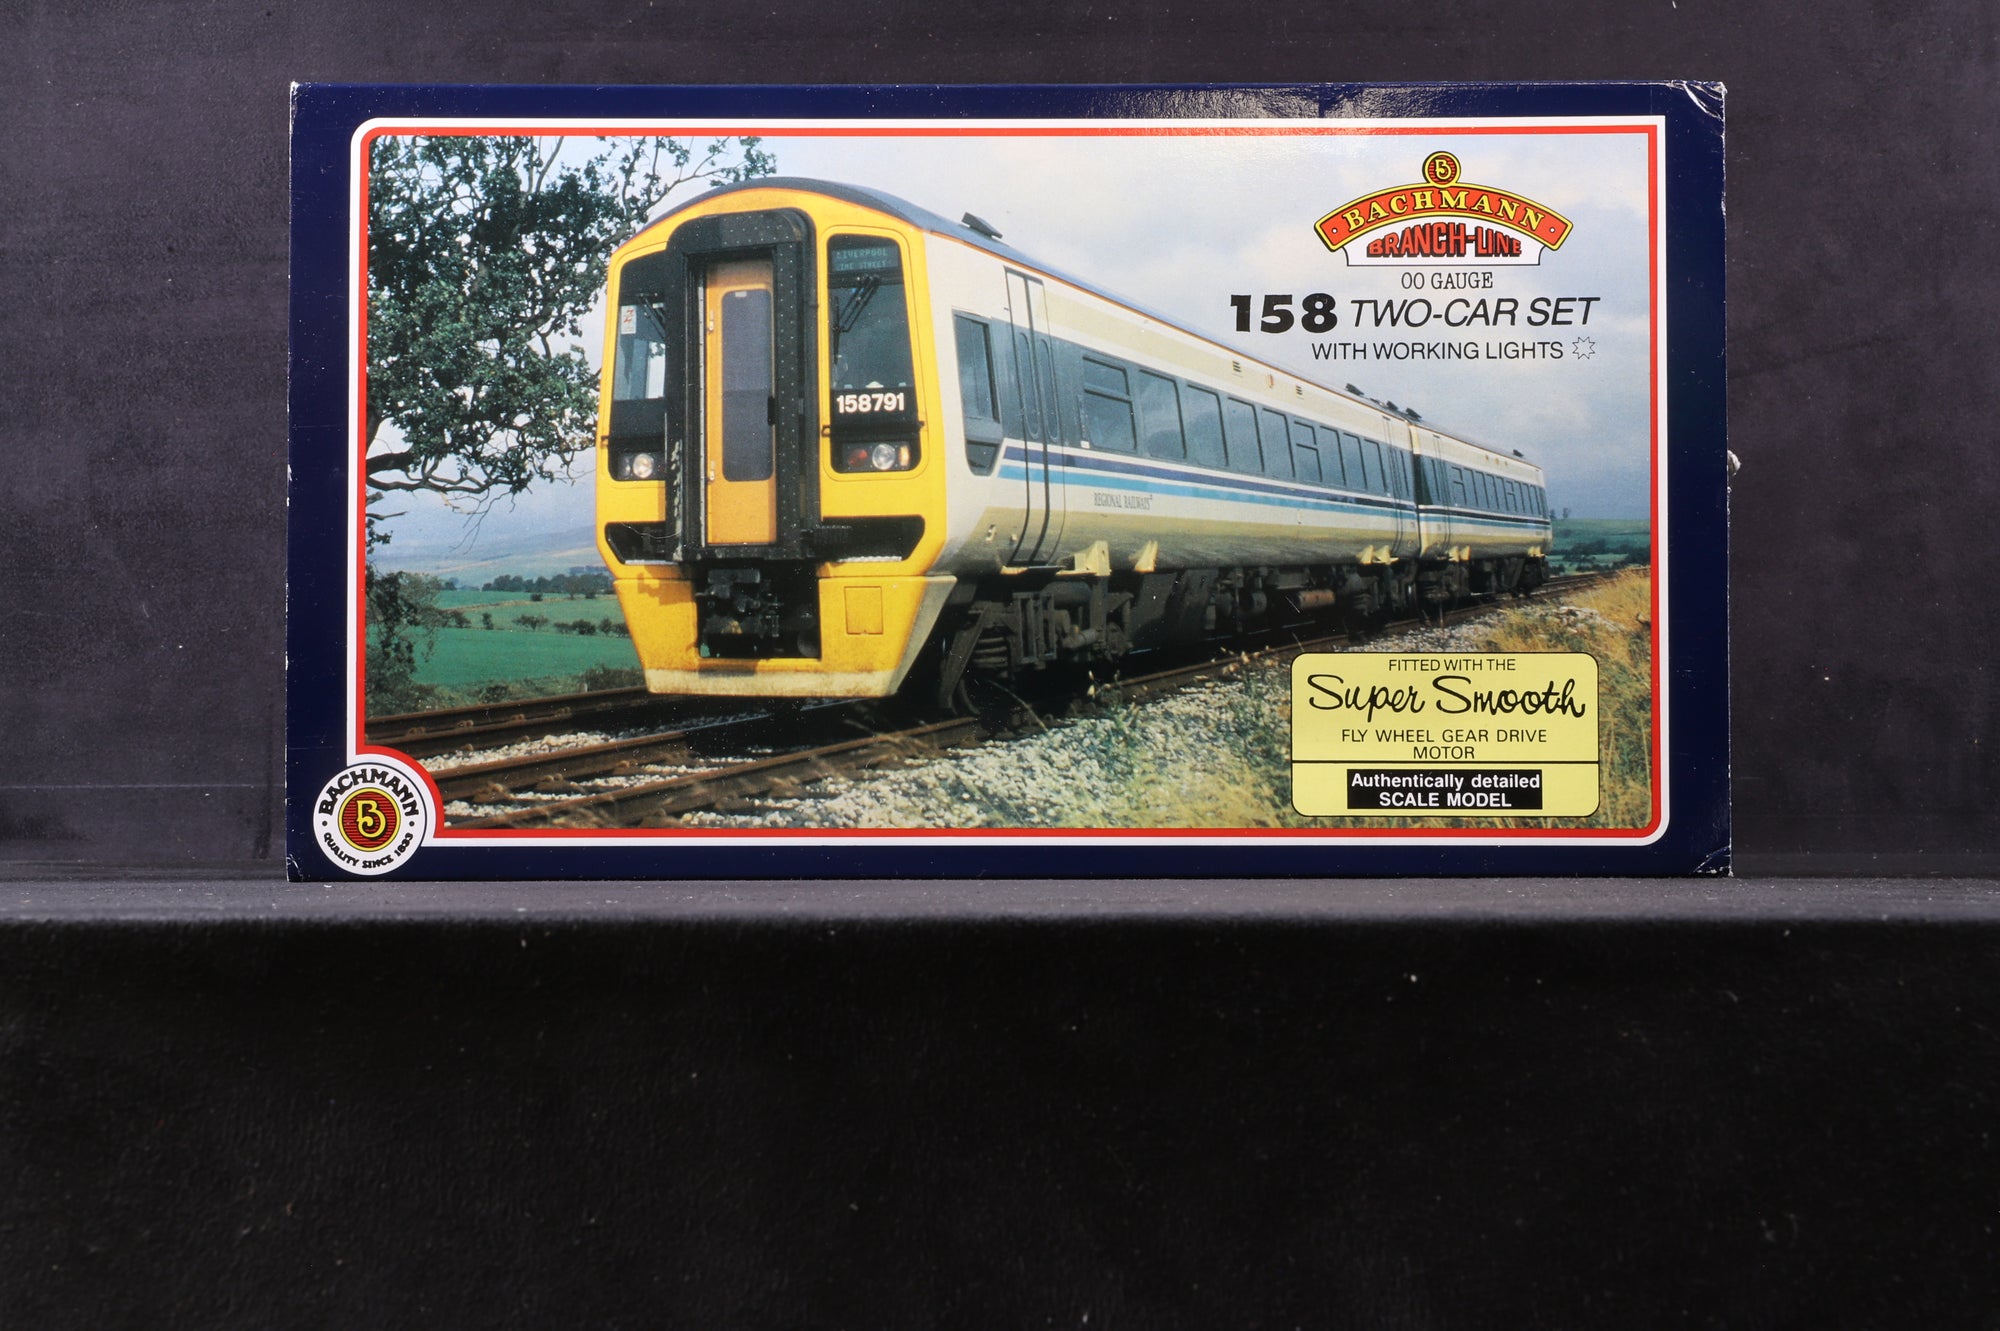 BACHMANN
BRANCH-LINE
OO GAUGE
158 TWO-CAR SET
WITH WORKING LIGHTS
LIVERPOOL
LIME STREET
158791
REGIONAL RAILWAYS
FITTED WITH THE
Super Smooth
FLY WHEEL GEAR DRIVE
MOTOR
Authentically detailed
SCALE MODEL
BACHMANN
B
QUALITY SINCE 1833